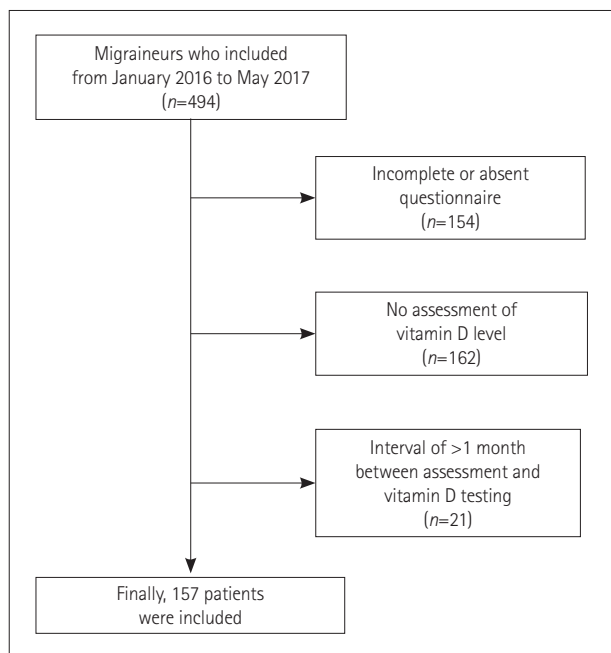 Migraineurs who included
from January 2016 to May 2017
(n=494)
Incomplete or absent
questionnaire
(n=154)
No assessment of
vitamin D level
(n=162)
Interval of >1 month
between assessment and
vitamin D testing
(n=21)
Finally, 157 patients
were included